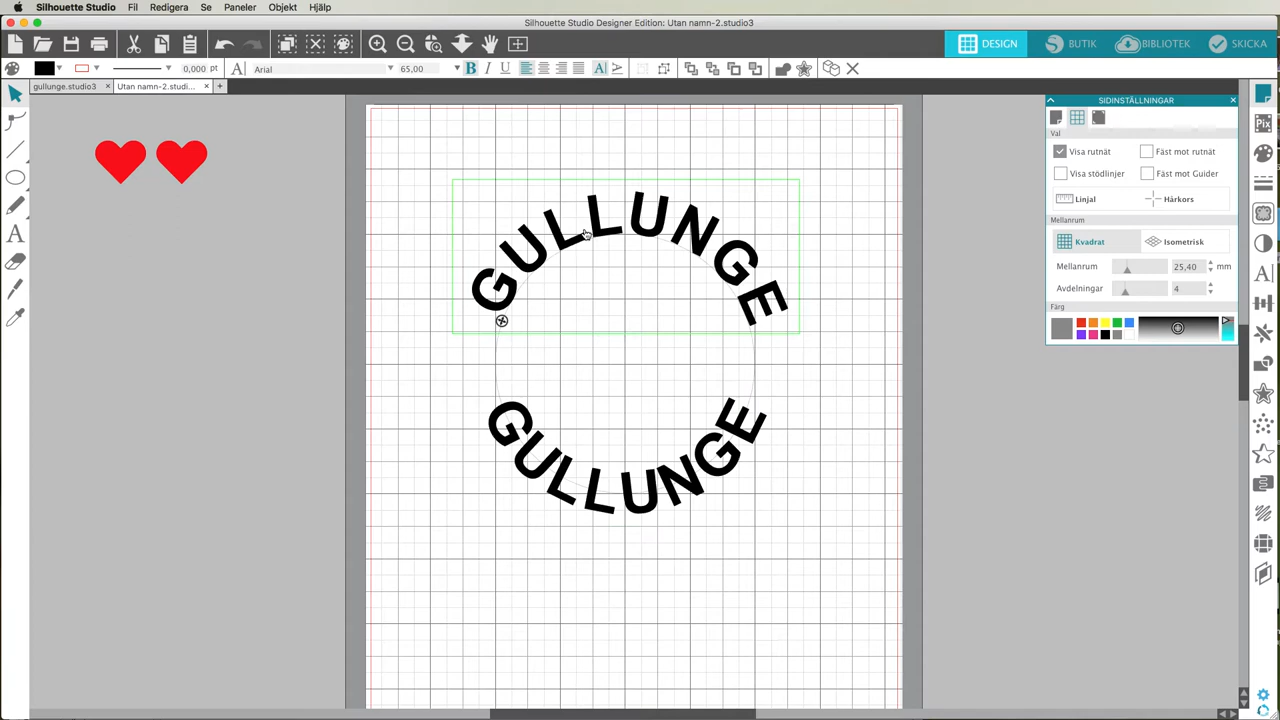 Silhouette Studio Fil Redigera Se Paneler Objekt Hjälp
Silhouette Studio Designer Edition: Utan namn-2.studio3
DESIGN BUTIK BIBLIOTEK SKICKA
0,000 pt Arial 65,00 B I U
gullunge.studio3 Utan namn-2.studi...
SIDINSTÄLLNINGAR
Val
Visa rutnät Fäst mot rutnät
Visa stödlinjer Fäst mot Guider
Linjal Hårkors
Mellanrum
Kvadrat Isometrisk
Mellanrum 25,40 mm
Avdelningar 4
Färg
Pix
GULLUNGE
GULLUNGE